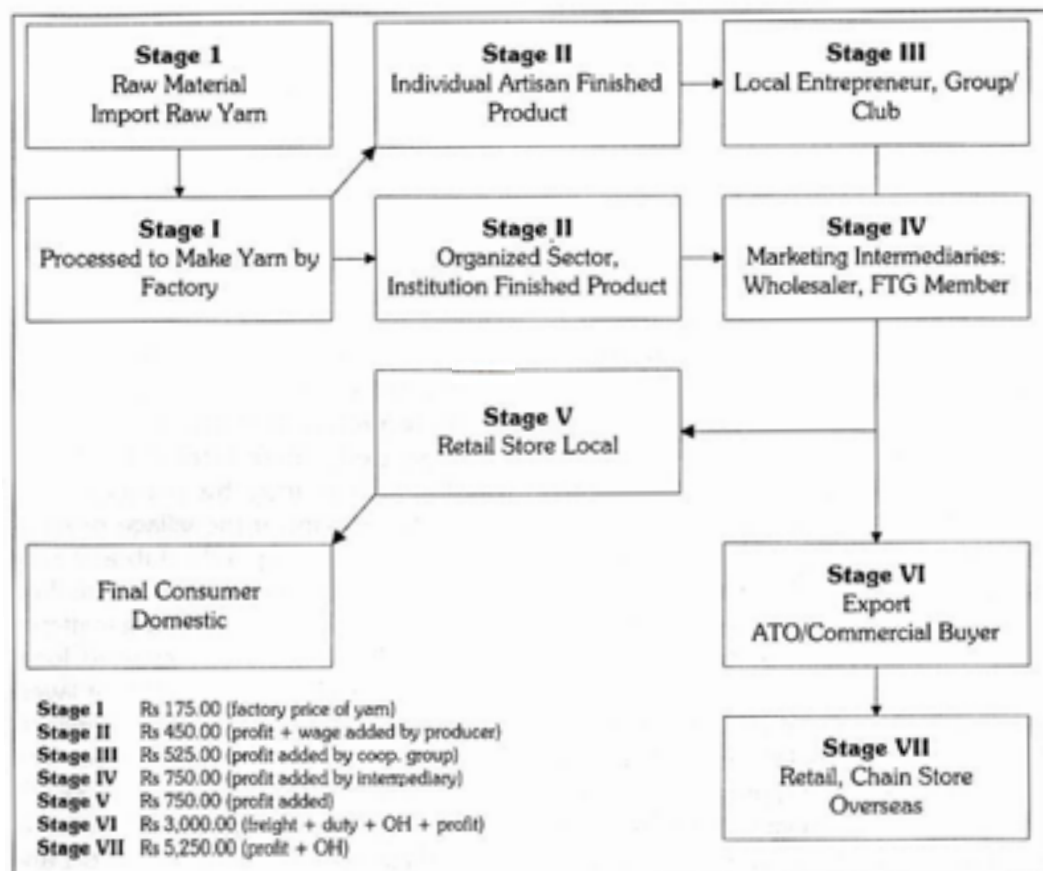 Stage 1
Raw Material
Import Raw Yarn
Stage II
Individual Artisan Finished
Product
Stage III
Local Entrepreneur, Group/
Club
Stage I
Processed to Make Yarn by
Factory
Stage II
Organized Sector,
Institution Finished Product
Stage IV
Marketing Intermediaries:
Wholesaler, FTG Member
Stage V
Retail Store Local
Final Consumer
Domestic
Stage VI
Export
ATO/Commercial Buyer
Stage VII
Retail, Chain Store
Overseas
Stage I Rs 175.00 (factory price of yarn)
Stage II Rs 450.00 (profit + wage added by producer)
Stage III Rs 525.00 (profit added by coop. group)
Stage IV Rs 750.00 (profit added by intermediary)
Stage V Rs 750.00 (profit added)
Stage VI Rs 3,000.00 (freight + duty + OH + profit)
Stage VII Rs 5,250.00 (profit + OH)